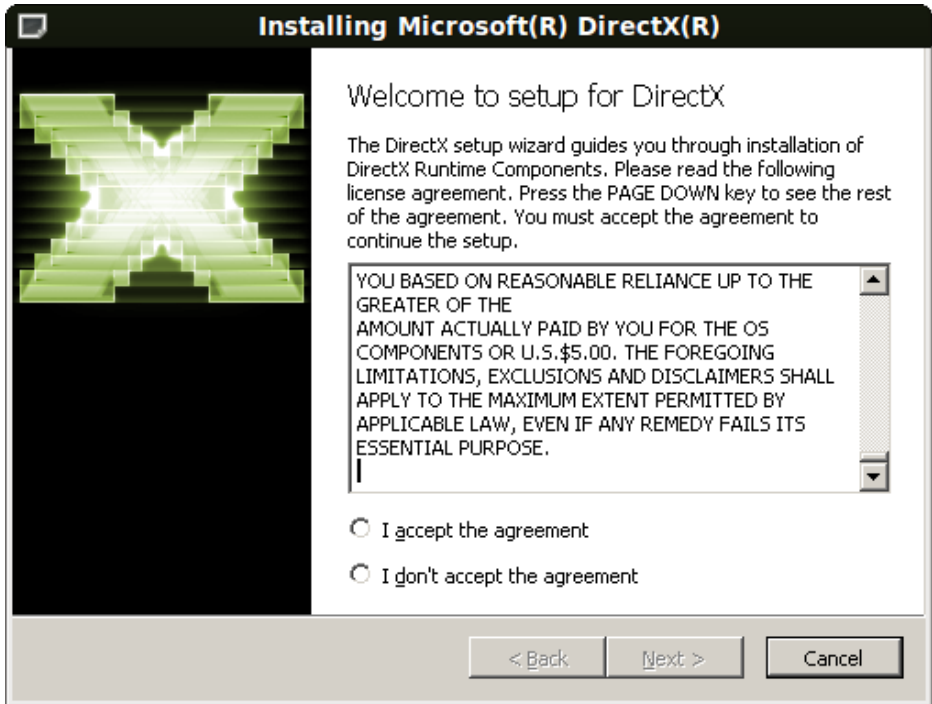 Installing Microsoft(R) DirectX(R)
Welcome to setup for DirectX
The DirectX setup wizard guides you through installation of
DirectX Runtime Components. Please read the following
license agreement. Press the PAGE DOWN key to see the rest
of the agreement. You must accept the agreement to
continue the setup.
YOU BASED ON REASONABLE RELIANCE UP TO THE
GREATER OF THE
AMOUNT ACTUALLY PAID BY YOU FOR THE OS
COMPONENTS OR U.S.$5.00. THE FOREGOING
LIMITATIONS, EXCLUSIONS AND DISCLAIMERS SHALL
APPLY TO THE MAXIMUM EXTENT PERMITTED BY
APPLICABLE LAW, EVEN IF ANY REMEDY FAILS ITS
ESSENTIAL PURPOSE.
I accept the agreement
I don't accept the agreement
< Back Next > Cancel